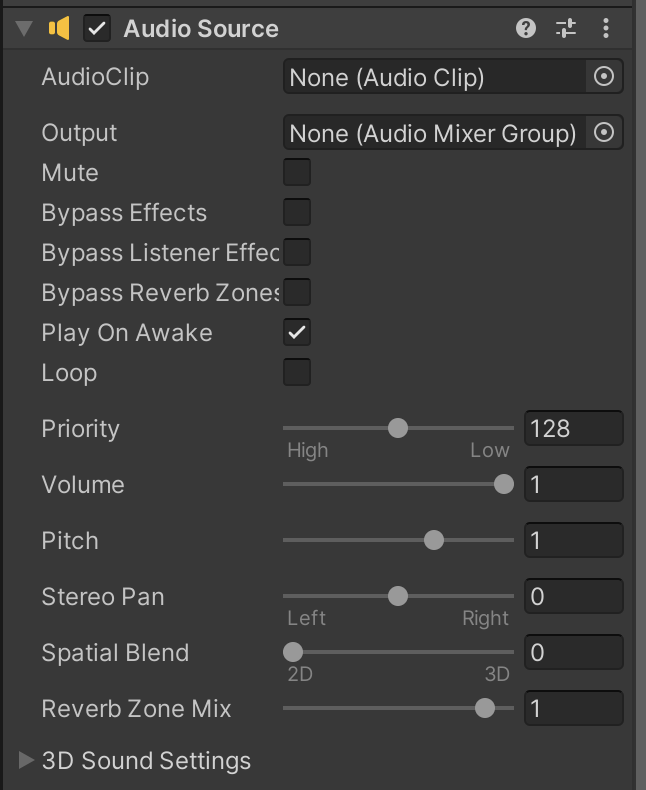 Audio Source
AudioClip None (Audio Clip)
Output None (Audio Mixer Group)
Mute
Bypass Effects
Bypass Listener Effec
Bypass Reverb Zones
Play On Awake
Loop
Priority 128
High Low
Volume 1
Pitch 1
Stereo Pan 0
Left Right
Spatial Blend 0
2D 3D
Reverb Zone Mix 1
3D Sound Settings